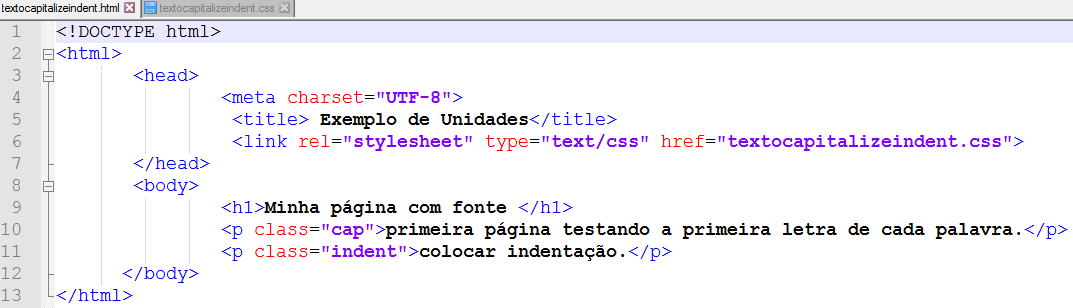 textocapitalizeindent.html textocapitalizeindent.css
1 <!DOCTYPE html>
2 <html>
3 <head>
4 <meta charset="UTF-8">
5 <title> Exemplo de Unidades</title>
6 <link rel="stylesheet" type="text/css" href="textocapitalizeindent.css">
7 </head>
8 <body>
9 <h1>Minha página com fonte </h1>
10 <p class="cap">primeira página testando a primeira letra de cada palavra.</p>
11 <p class="indent">colocar indentação.</p>
12 </body>
13 </html>